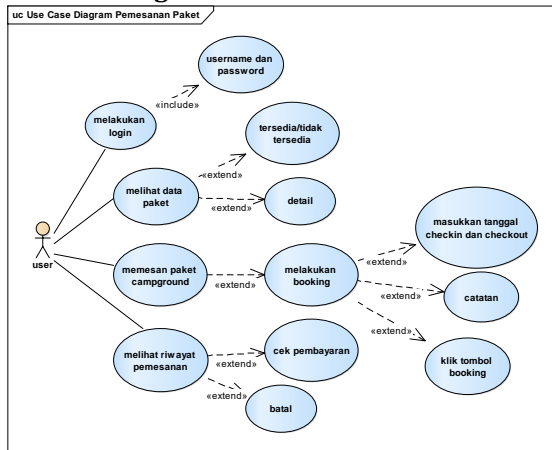 uc Use Case Diagram Pemesanan Paket
username dan
password
«include»
melakukan
login
tersedia/tidak
tersedia
«extend»
melihat data
paket
«extend»
detail
user
memesan paket
campground
«extend»
melakukan
booking
«extend»
masukkan tanggal
checkin dan checkout
«extend»
catatan
«extend»
klik tombol
booking
melihat riwayat
pemesanan
«extend»
cek pembayaran
«extend»
batal